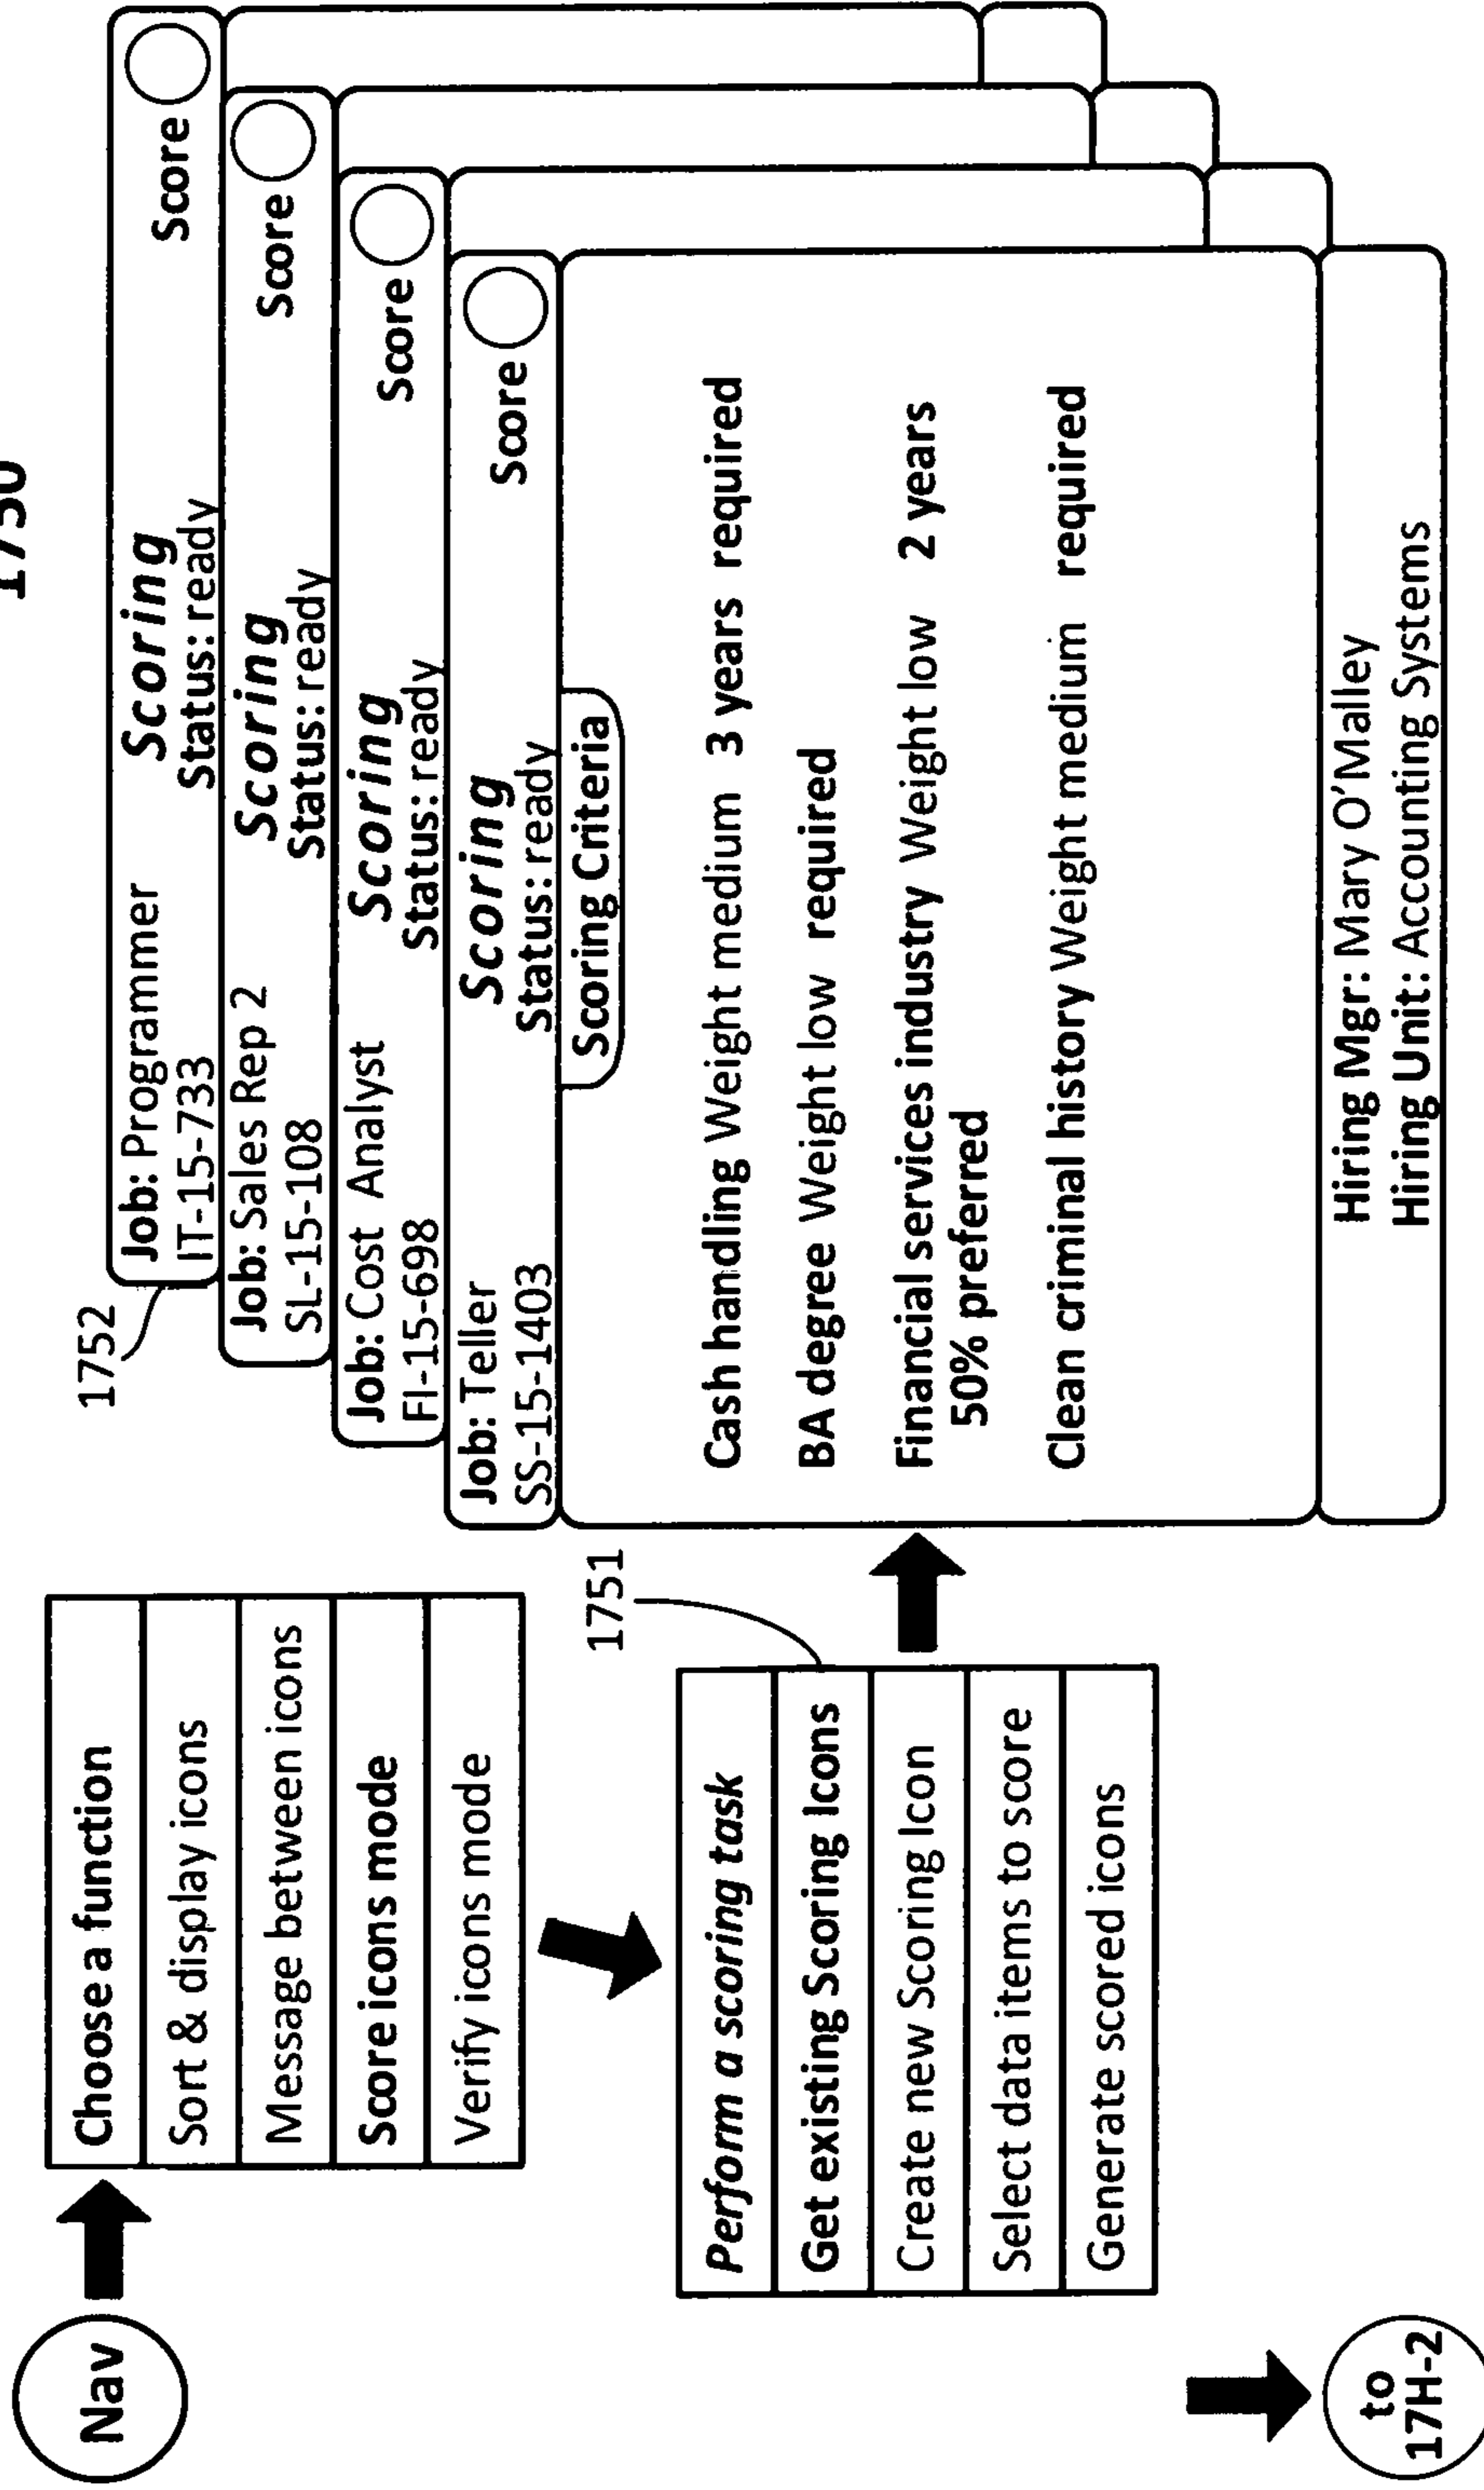 1750
Nav
Choose a function
Sort & display icons
Message between icons
Score icons mode
Verify icons mode
1751
Perform a scoring task
Get existing Scoring Icons
Create new Scoring Icon
Select data items to score
Generate scored icons
to
17H-2
1752
Job: Programmer
IT-15-733
Scoring
Status: ready
Score
Job: Sales Rep 2
SL-15-108
Scoring
Status: ready
Score
Job: Cost Analyst
FI-15-698
Scoring
Status: ready
Score
Job: Teller
SS-15-1403
Scoring
Status: ready
Score
Scoring Criteria
Cash handling Weight medium 3 years required
BA degree Weight low required
Financial services industry Weight low 2 years
50% preferred
Clean criminal history Weight medium required
Hiring Mgr: Mary O'Malley
Hiring Unit: Accounting Systems